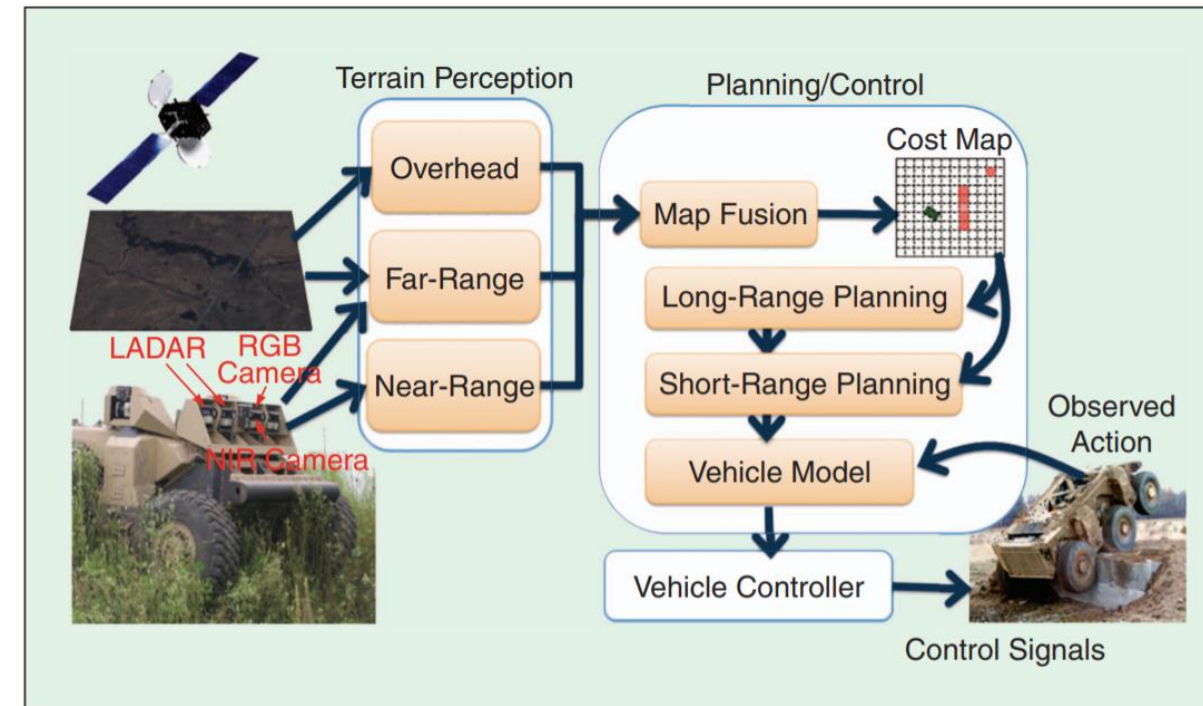 Terrain Perception
Planning/Control
Overhead
Far-Range
Near-Range
LADAR
RGB
Camera
NIR Camera
Map Fusion
Cost Map
Long-Range Planning
Short-Range Planning
Vehicle Model
Vehicle Controller
Observed
Action
Control Signals